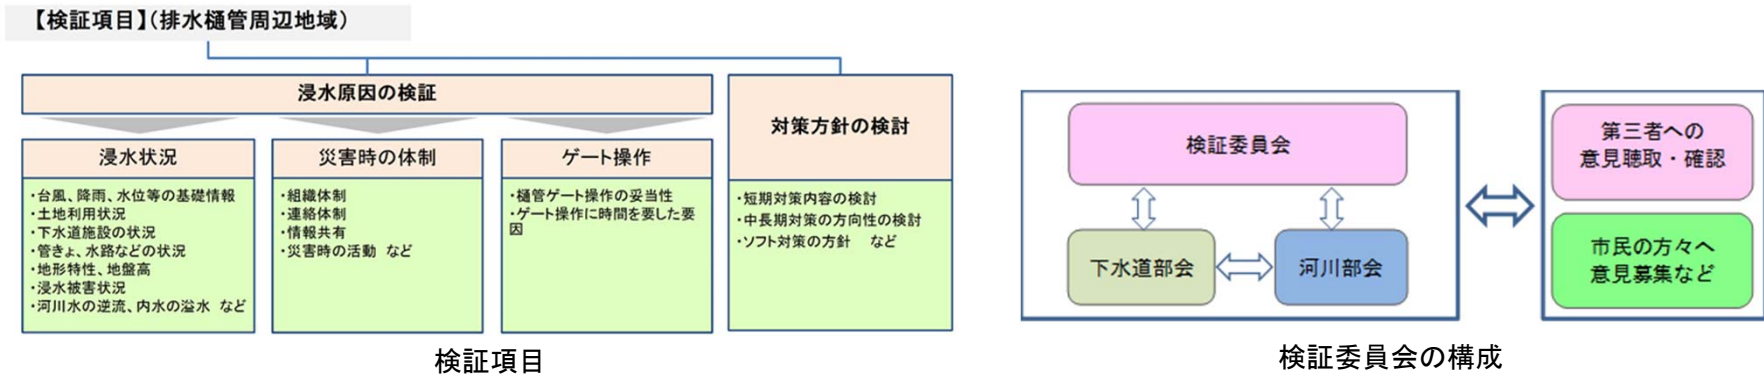 【検証項目】（排水樋管周辺地域）
浸水原因の検証
対策方針の検討
浸水状況
・台風、降雨、水位等の基礎情報
・土地利用状況
・下水道施設の状況
・管きょ、水路などの状況
・地形特性、地盤高
・浸水被害状況
・河川水の逆流、内水の溢水 など
災害時の体制
・組織体制
・連絡体制
・情報共有
・災害時の活動 など
ゲート操作
・樋管ゲート操作の妥当性
・ゲート操作に時間を要した要
因
・短期対策内容の検討
・中長期対策の方向性の検討
・ソフト対策の方針 など
検証項目
検証委員会
下水道部会
河川部会
第三者への
意見聴取・確認
市民の方々へ
意見募集など
検証委員会の構成